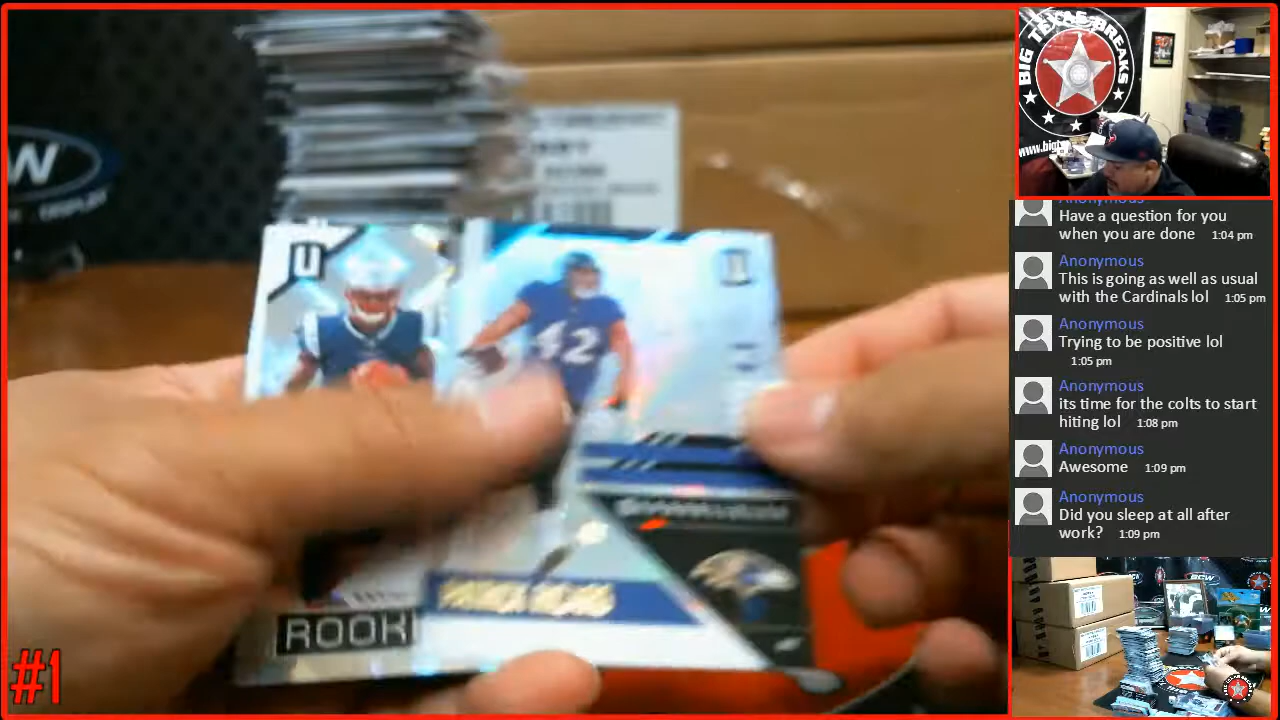 BIG TEXAS BREAKS
www.big
Anonymous
Have a question for you
when you are done 1:04 pm
Anonymous
This is going as well as usual
with the Cardinals lol 1:05 pm
Anonymous
Trying to be positive lol
1:05 pm
Anonymous
its time for the colts to start
hiting lol 1:08 pm
Anonymous
Awesome 1:09 pm
Anonymous
Did you sleep at all after
work? 1:09 pm
W
U
42
ROOK
#1